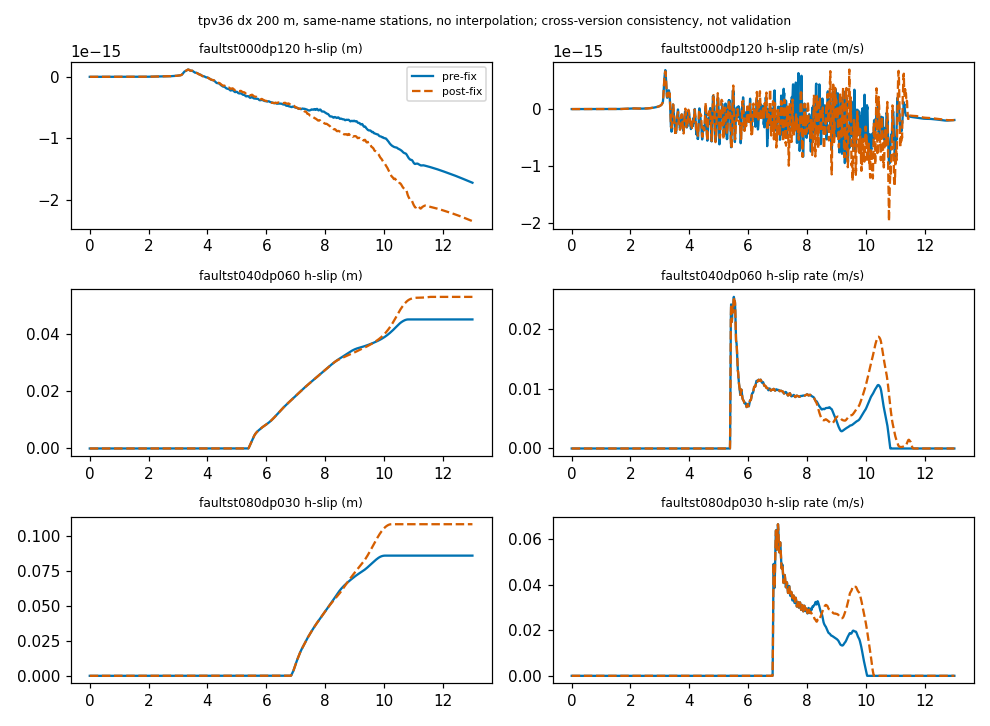 tpv36 dx 200 m, same-name stations, no interpolation; cross-version consistency, not validation
faultst000dp120 h-slip (m)
1e−15
0
−1
−2
0 2 4 6 8 10 12
pre-fix
post-fix
faultst000dp120 h-slip rate (m/s)
1e−15
0
−1
−2
0 2 4 6 8 10 12
faultst040dp060 h-slip (m)
0.04
0.02
0.00
0 2 4 6 8 10 12
faultst040dp060 h-slip rate (m/s)
0.02
0.01
0.00
0 2 4 6 8 10 12
faultst080dp030 h-slip (m)
0.100
0.075
0.050
0.025
0.000
0 2 4 6 8 10 12
faultst080dp030 h-slip rate (m/s)
0.06
0.04
0.02
0.00
0 2 4 6 8 10 12